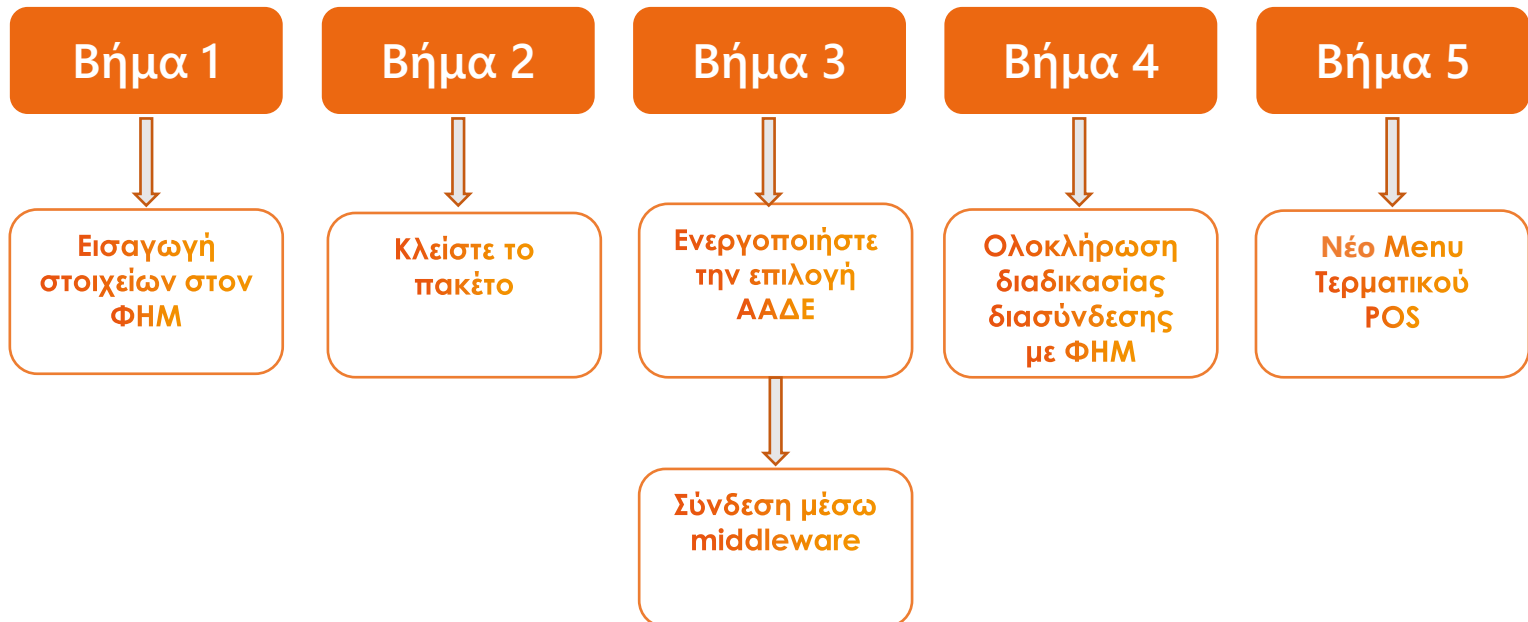 Βήμα 1
Βήμα 2
Βήμα 3
Βήμα 4
Βήμα 5
Εισαγωγή
στοιχείων στον
ΦΗΜ
Κλείστε το
πακέτο
Ενεργοποιήστε
την επιλογή
ΑΑΔΕ
Ολοκλήρωση
διαδικασίας
διασύνδεσης
με ΦΗΜ
Νέο Menu
Τερματικού
POS
Σύνδεση μέσω
middleware